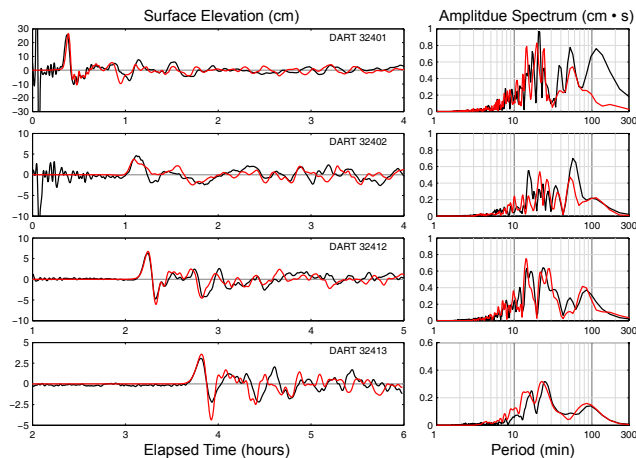 Surface Elevation (cm)
Amplitdue Spectrum (cm • s)
DART 32401
30
20
10
0
−10
−20
−30
0 1 2 3 4
1
0.8
0.6
0.4
0.2
0
1 10 100 300
DART 32402
10
5
0
−5
−10
0 1 2 3 4
1
0.8
0.6
0.4
0.2
0
1 10 100 300
DART 32412
10
5
0
−5
−10
1 2 3 4 5
1
0.8
0.6
0.4
0.2
0
1 10 100 300
DART 32413
5
2.5
0
−2.5
−5
2 3 4 5 6
0.6
0.4
0.2
0
1 10 100 300
Elapsed Time (hours)
Period (min)